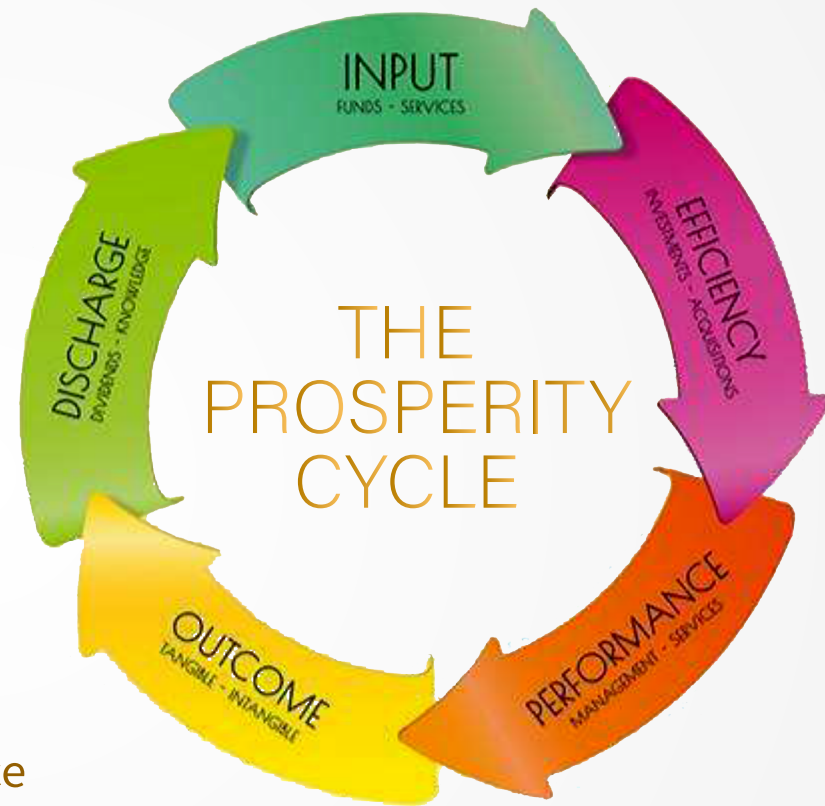 THE
PROSPERITY
CYCLE
INPUT
FUNDS - SERVICES
EFFICIENCY
INVESTMENTS - ACQUISITIONS
PERFORMANCE
MANAGEMENT - SERVICES
OUTCOME
TANGIBLE - INTANGIBLE
DISCHARGE
DIVIDENDS - KNOWLEDGE